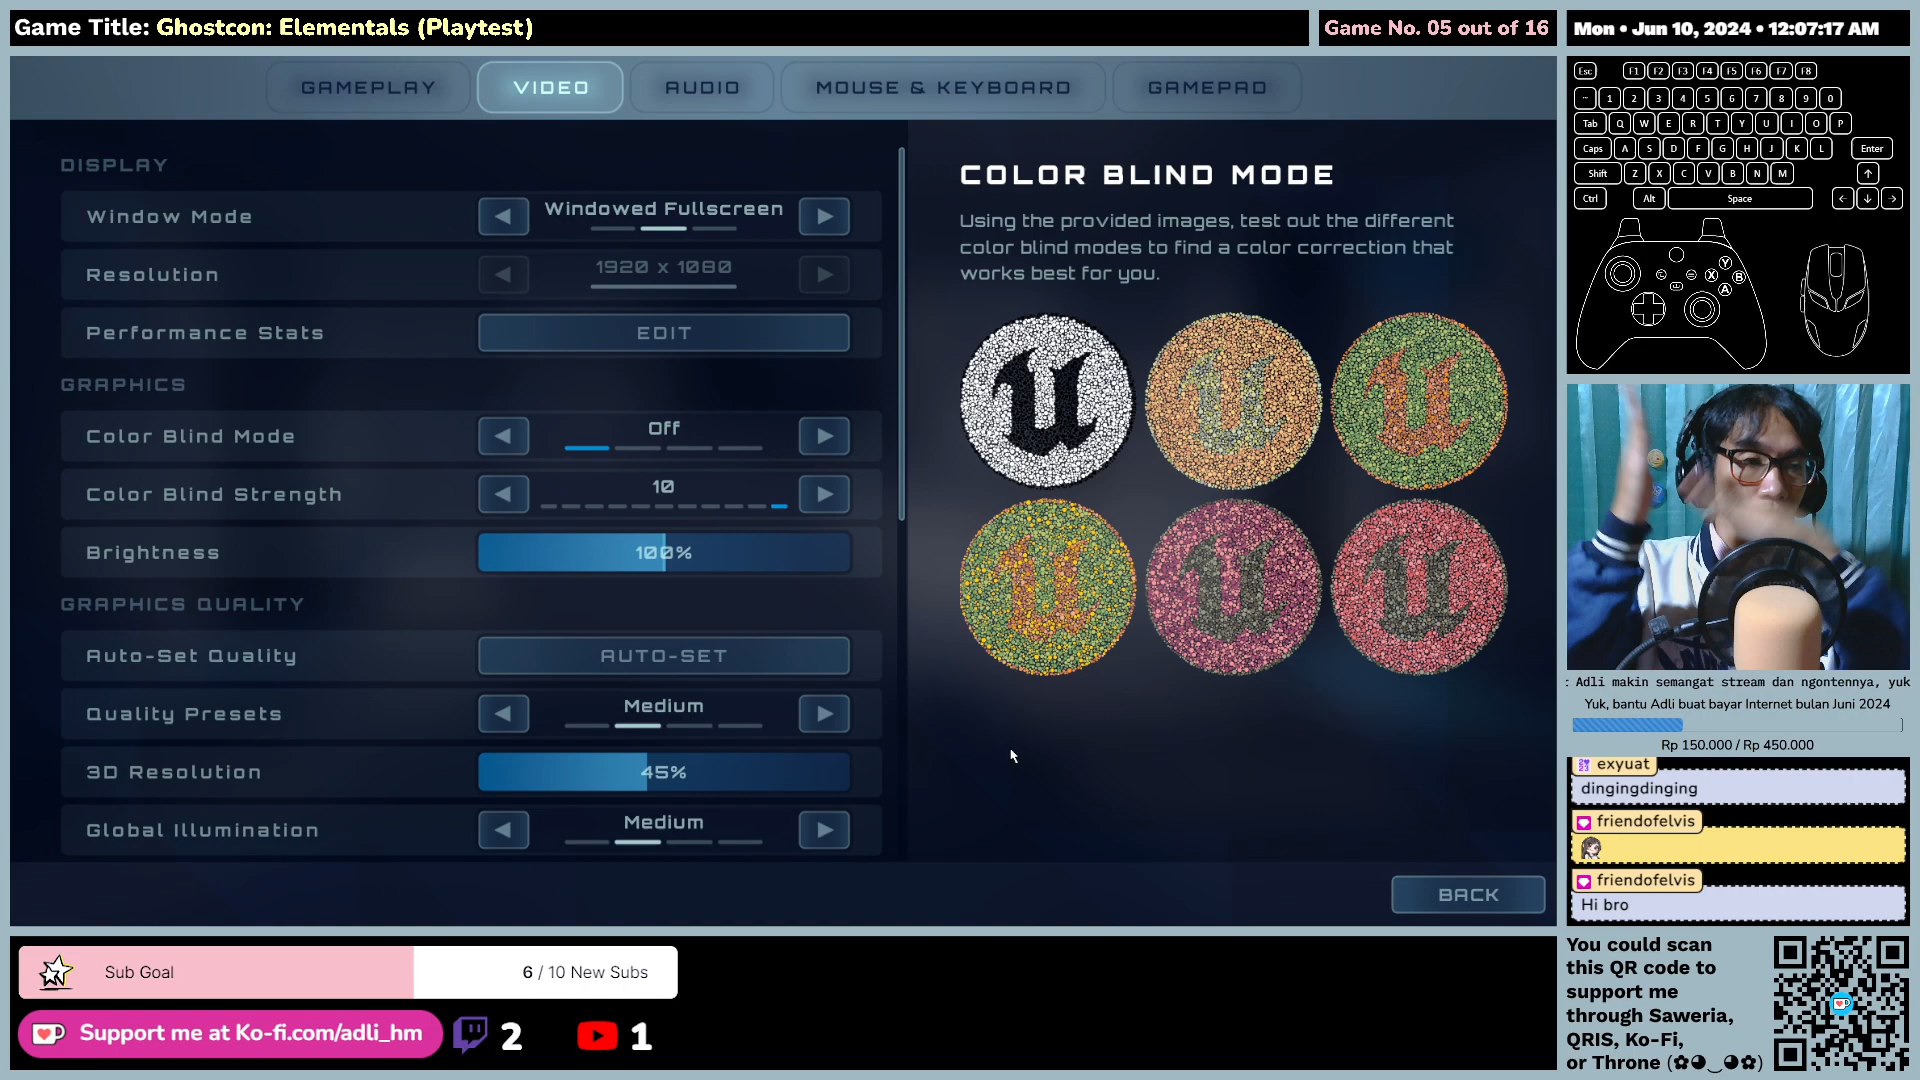 Game Title: Ghostcon: Elementals (Playtest)
Game No. 05 out of 16
Mon • Jun 10, 2024 • 12:07:17 AM
GAMEPLAY
VIDEO
AUDIO
MOUSE & KEYBOARD
GAMEPAD
DISPLAY
Window Mode
Windowed Fullscreen
Resolution
1920 x 1080
Performance Stats
EDIT
GRAPHICS
Color Blind Mode
Off
Color Blind Strength
10
Brightness
100%
GRAPHICS QUALITY
Auto-Set Quality
AUTO-SET
Quality Presets
Medium
3D Resolution
45%
Global Illumination
Medium
COLOR BLIND MODE
Using the provided images, test out the different
color blind modes to find a color correction that
works best for you.
BACK
Esc F1 F2 F3 F4 F5 F6 F7 F8
~ 1 2 3 4 5 6 7 8 9 0
Tab Q W E R T Y U I O P
Caps A S D F G H J K L Enter
Shift Z X C V B N M ↑
Ctrl Alt Space ← ↓ →
Y
X B
A
Adli makin semangat stream dan ngontennya, yuk
Yuk, bantu Adli buat bayar Internet bulan Juni 2024
Rp 150.000 / Rp 450.000
exyuat
dingingdinging
friendofelvis
friendofelvis
Hi bro
Sub Goal
6 / 10 New Subs
Support me at Ko-fi.com/adli_hm
2
1
You could scan
this QR code to
support me
through Saweria,
QRIS, Ko-Fi,
or Throne (✿◕‿◕✿)